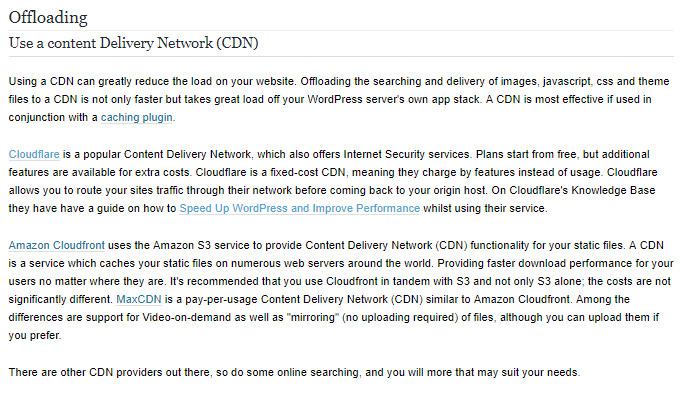 Offloading
Use a content Delivery Network (CDN)
Using a CDN can greatly reduce the load on your website. Offloading the searching and delivery of images, javascript, css and theme
files to a CDN is not only faster but takes great load off your WordPress server's own app stack. A CDN is most effective if used in
conjunction with a caching plugin.
Cloudflare is a popular Content Delivery Network, which also offers Internet Security services. Plans start from free, but additional
features are available for extra costs. Cloudflare is a fixed-cost CDN, meaning they charge by features instead of usage. Cloudflare
allows you to route your sites traffic through their network before coming back to your origin host. On Cloudflare's Knowledge Base
they have have a guide on how to Speed Up WordPress and Improve Performance whilst using their service.
Amazon Cloudfront uses the Amazon S3 service to provide Content Delivery Network (CDN) functionality for your static files. A CDN
is a service which caches your static files on numerous web servers around the world. Providing faster download performance for your
users no matter where they are. It's recommended that you use Cloudfront in tandem with S3 and not only S3 alone; the costs are not
significantly different. MaxCDN is a pay-per-usage Content Delivery Network (CDN) similar to Amazon Cloudfront. Among the
differences are support for Video-on-demand as well as "mirroring" (no uploading required) of files, although you can upload them if
you prefer.
There are other CDN providers out there, so do some online searching, and you will more that may suit your needs.